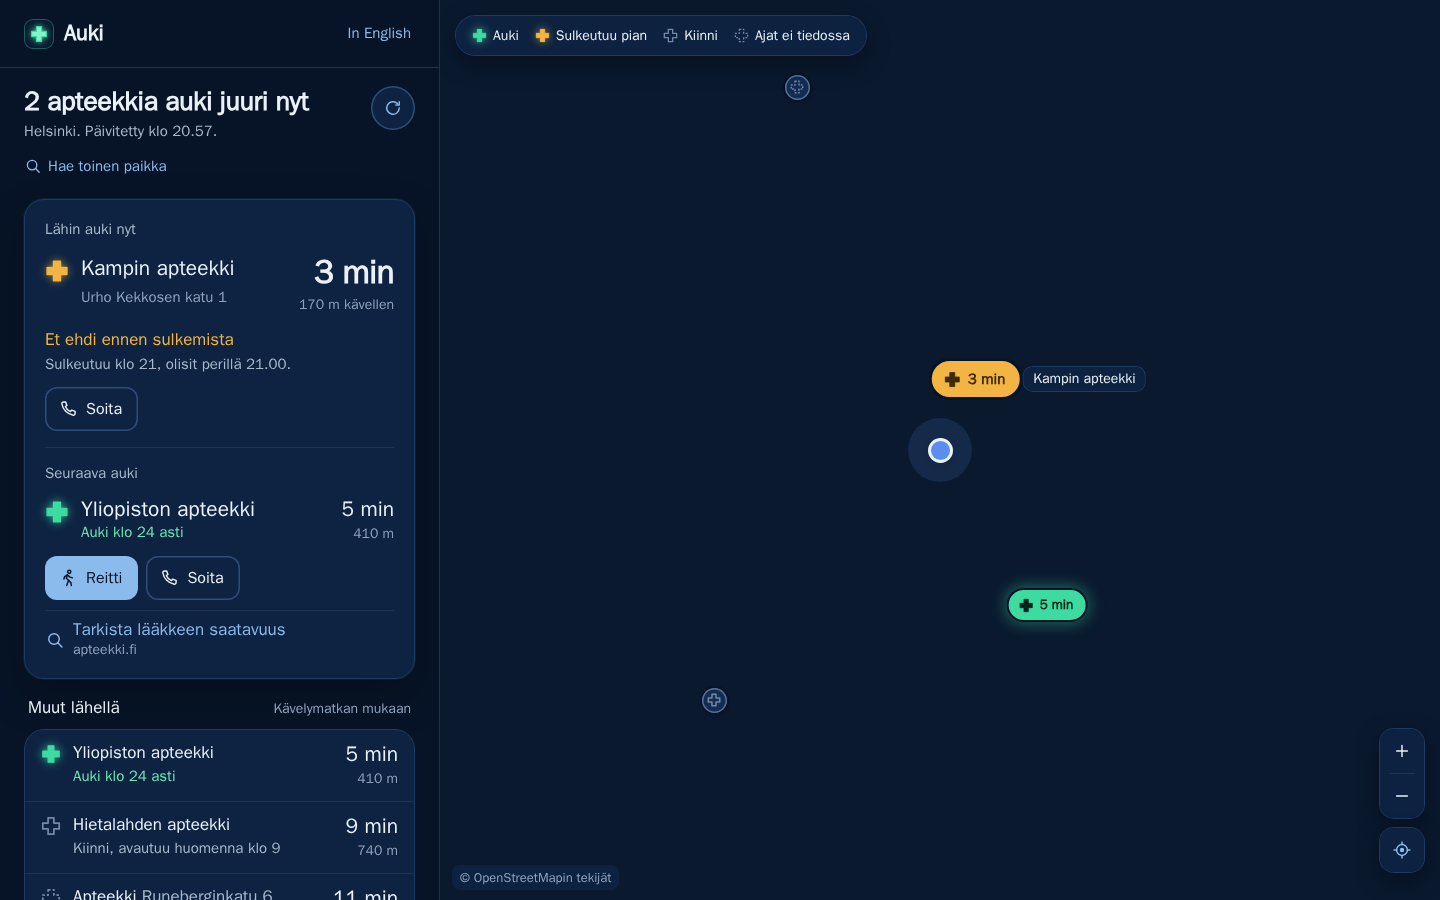 Auki
In English
2 apteekkia auki juuri nyt
Helsinki. Päivitetty klo 20.57.
Hae toinen paikka
Lähin auki nyt
Kampin apteekki
3 min
Urho Kekkosen katu 1
170 m kävellen
Et ehdi ennen sulkemista
Sulkeutuu klo 21, olisit perillä 21.00.
Soita
Seuraava auki
Yliopiston apteekki
5 min
Auki klo 24 asti
410 m
Reitti
Soita
Tarkista lääkkeen saatavuus
apteekki.fi
Muut lähellä
Kävelymatkan mukaan
Yliopiston apteekki
5 min
Auki klo 24 asti
410 m
Hietalahden apteekki
9 min
Kiinni, avautuu huomenna klo 9
740 m
Apteekki Runeberginkatu 6
11 min
Auki
Sulkeutuu pian
Kiinni
Ajat ei tiedossa
3 min
Kampin apteekki
5 min
© OpenStreetMapin tekijät